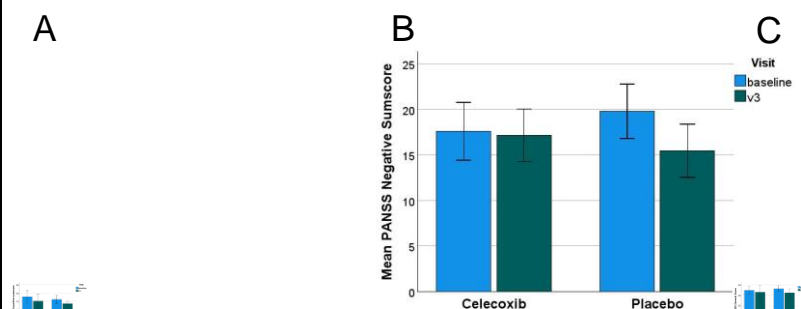 A
B
C
Mean PANSS Negative Sumscore
25
20
15
10
5
0
Celecoxib
Placebo
Visit
baseline
v3